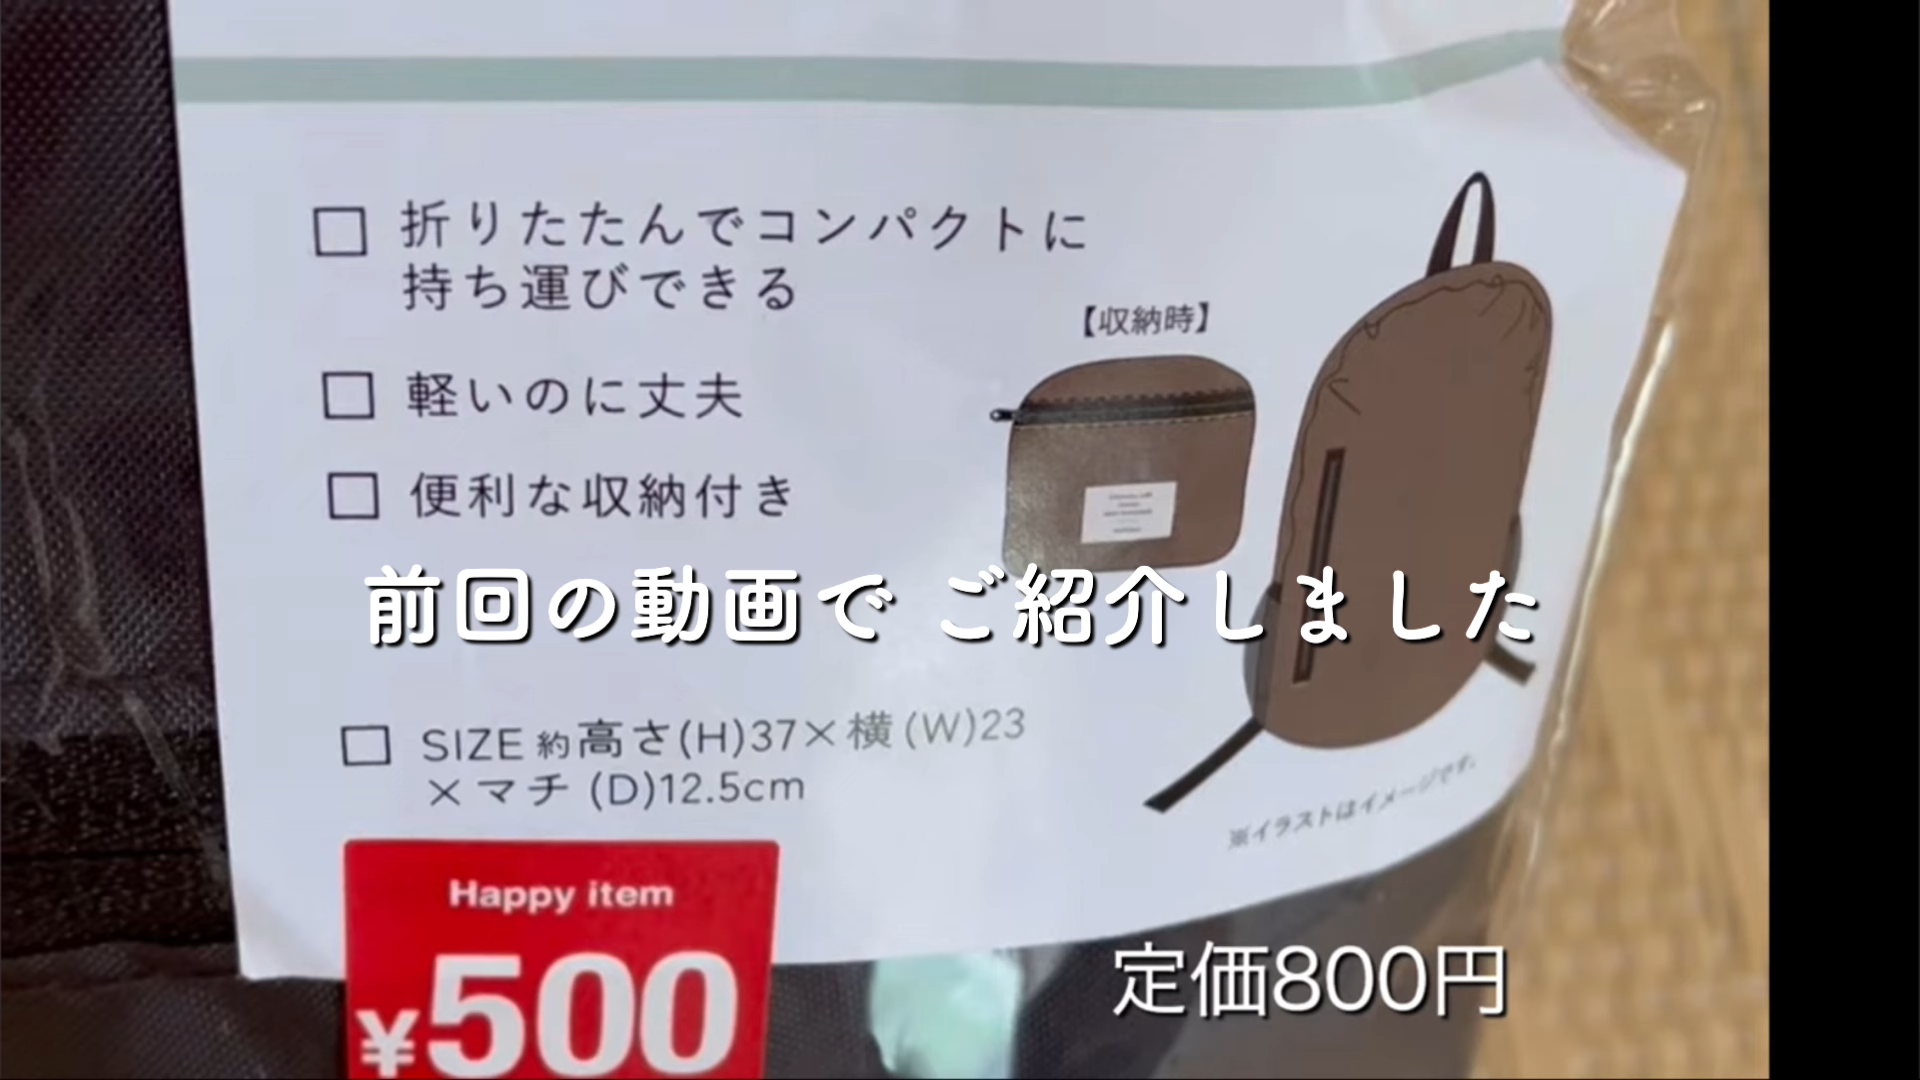 折りたたんでコンパクトに
持ち運びできる
【収納時】
軽いのに丈夫
便利な収納付き
前回の動画で ご紹介しました
SIZE 約高さ(H)37×横(W)23
×マチ(D)12.5cm
※イラストはイメージです。
Happy item
¥500
定価800円